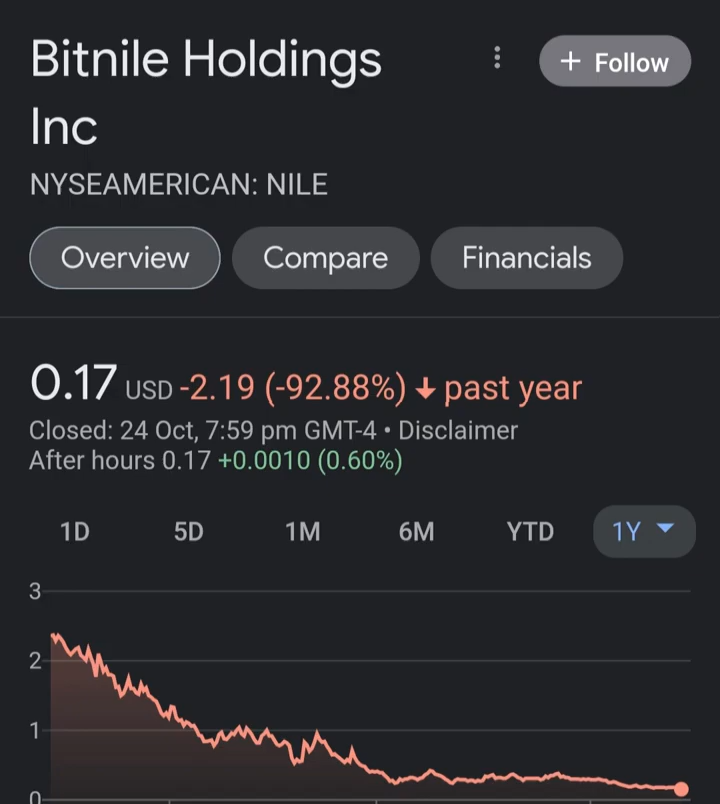 Bitnile Holdings
Inc
+ Follow
NYSEAMERICAN: NILE
Overview
Compare
Financials
0.17 USD -2.19 (-92.88%) ↓ past year
Closed: 24 Oct, 7:59 pm GMT-4 • Disclaimer
After hours 0.17 +0.0010 (0.60%)
1D 5D 1M 6M YTD 1Y
3
2
1
0